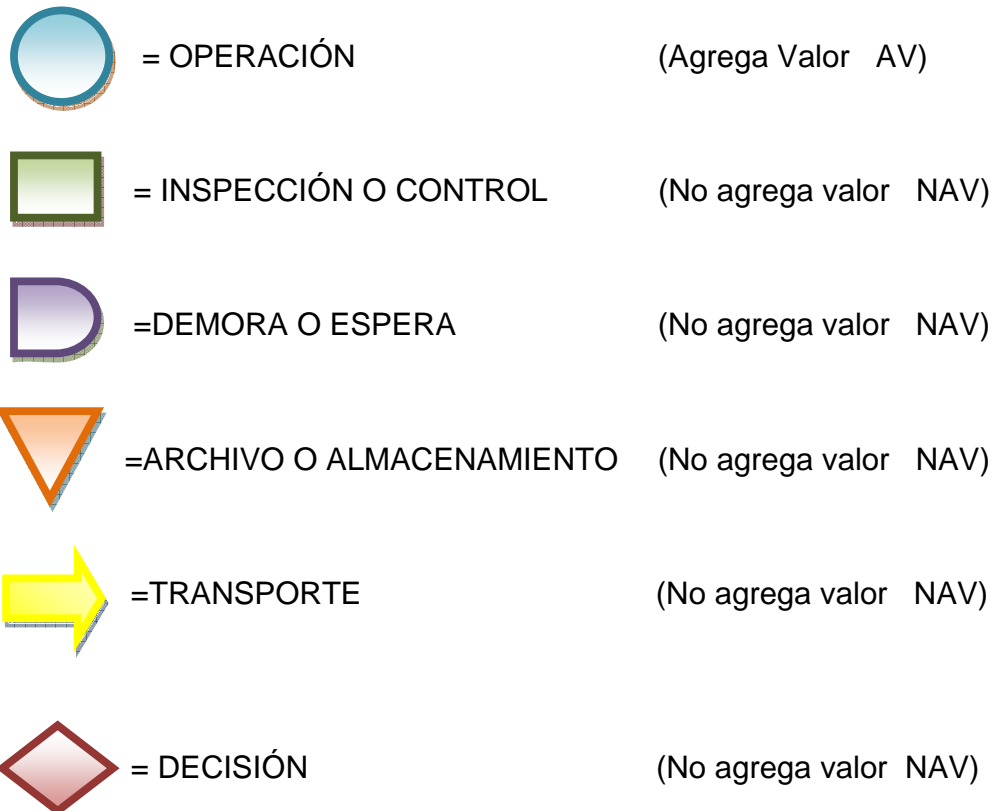 = OPERACIÓN (Agrega Valor AV)
= INSPECCIÓN O CONTROL (No agrega valor NAV)
=DEMORA O ESPERA (No agrega valor NAV)
=ARCHIVO O ALMACENAMIENTO (No agrega valor NAV)
=TRANSPORTE (No agrega valor NAV)
= DECISIÓN (No agrega valor NAV)